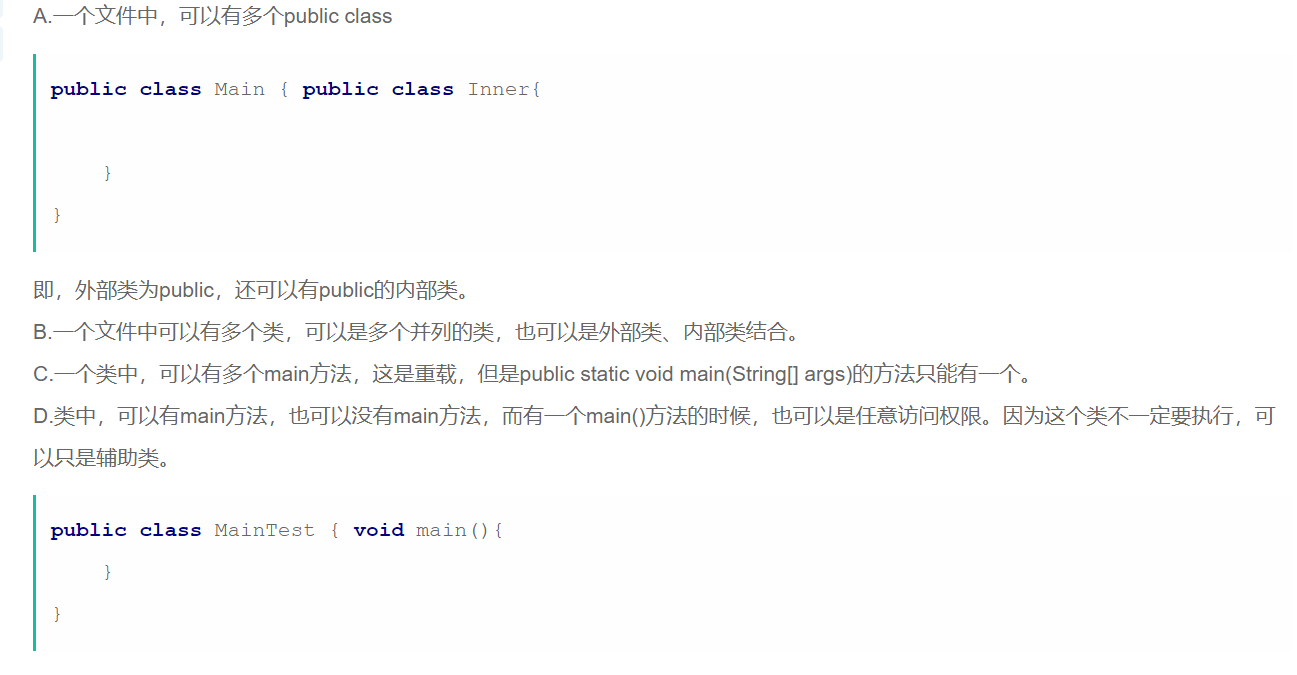 A.一个文件中，可以有多个public class
public class Main { public class Inner{
}
}
即，外部类为public，还可以有public的内部类。
B.一个文件中可以有多个类，可以是多个并列的类，也可以是外部类、内部类结合。
C.一个类中，可以有多个main方法，这是重载，但是public static void main(String[] args)的方法只能有一个。
D.类中，可以有main方法，也可以没有main方法，而有一个main()方法的时候，也可以是任意访问权限。因为这个类不一定要执行，可
以只是辅助类。
public class MainTest { void main(){
}
}